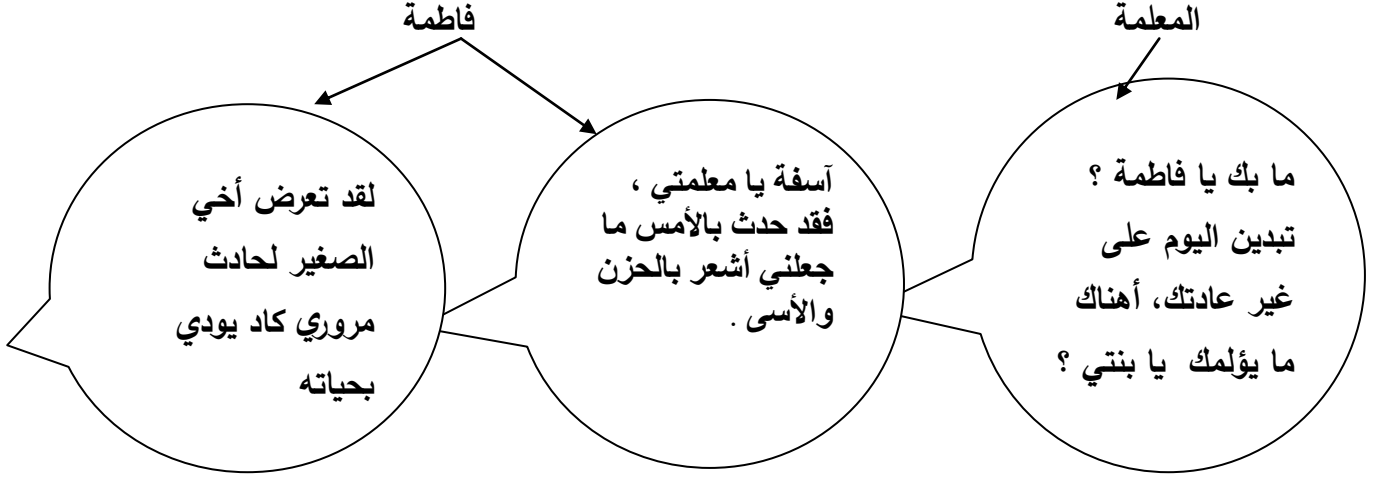 المعلمة
فاطمة
ما بك يا فاطمة ؟
تبدين اليوم على
غير عادتك، أهناك
ما يؤلمك يا بنتي ؟
آسفة يا معلمتي ،
فقد حدث بالأمس ما
جعلني أشعر بالحزن
والأسى .
لقد تعرض أخي
الصغير لحادث
مروري كاد يودي
بحياته